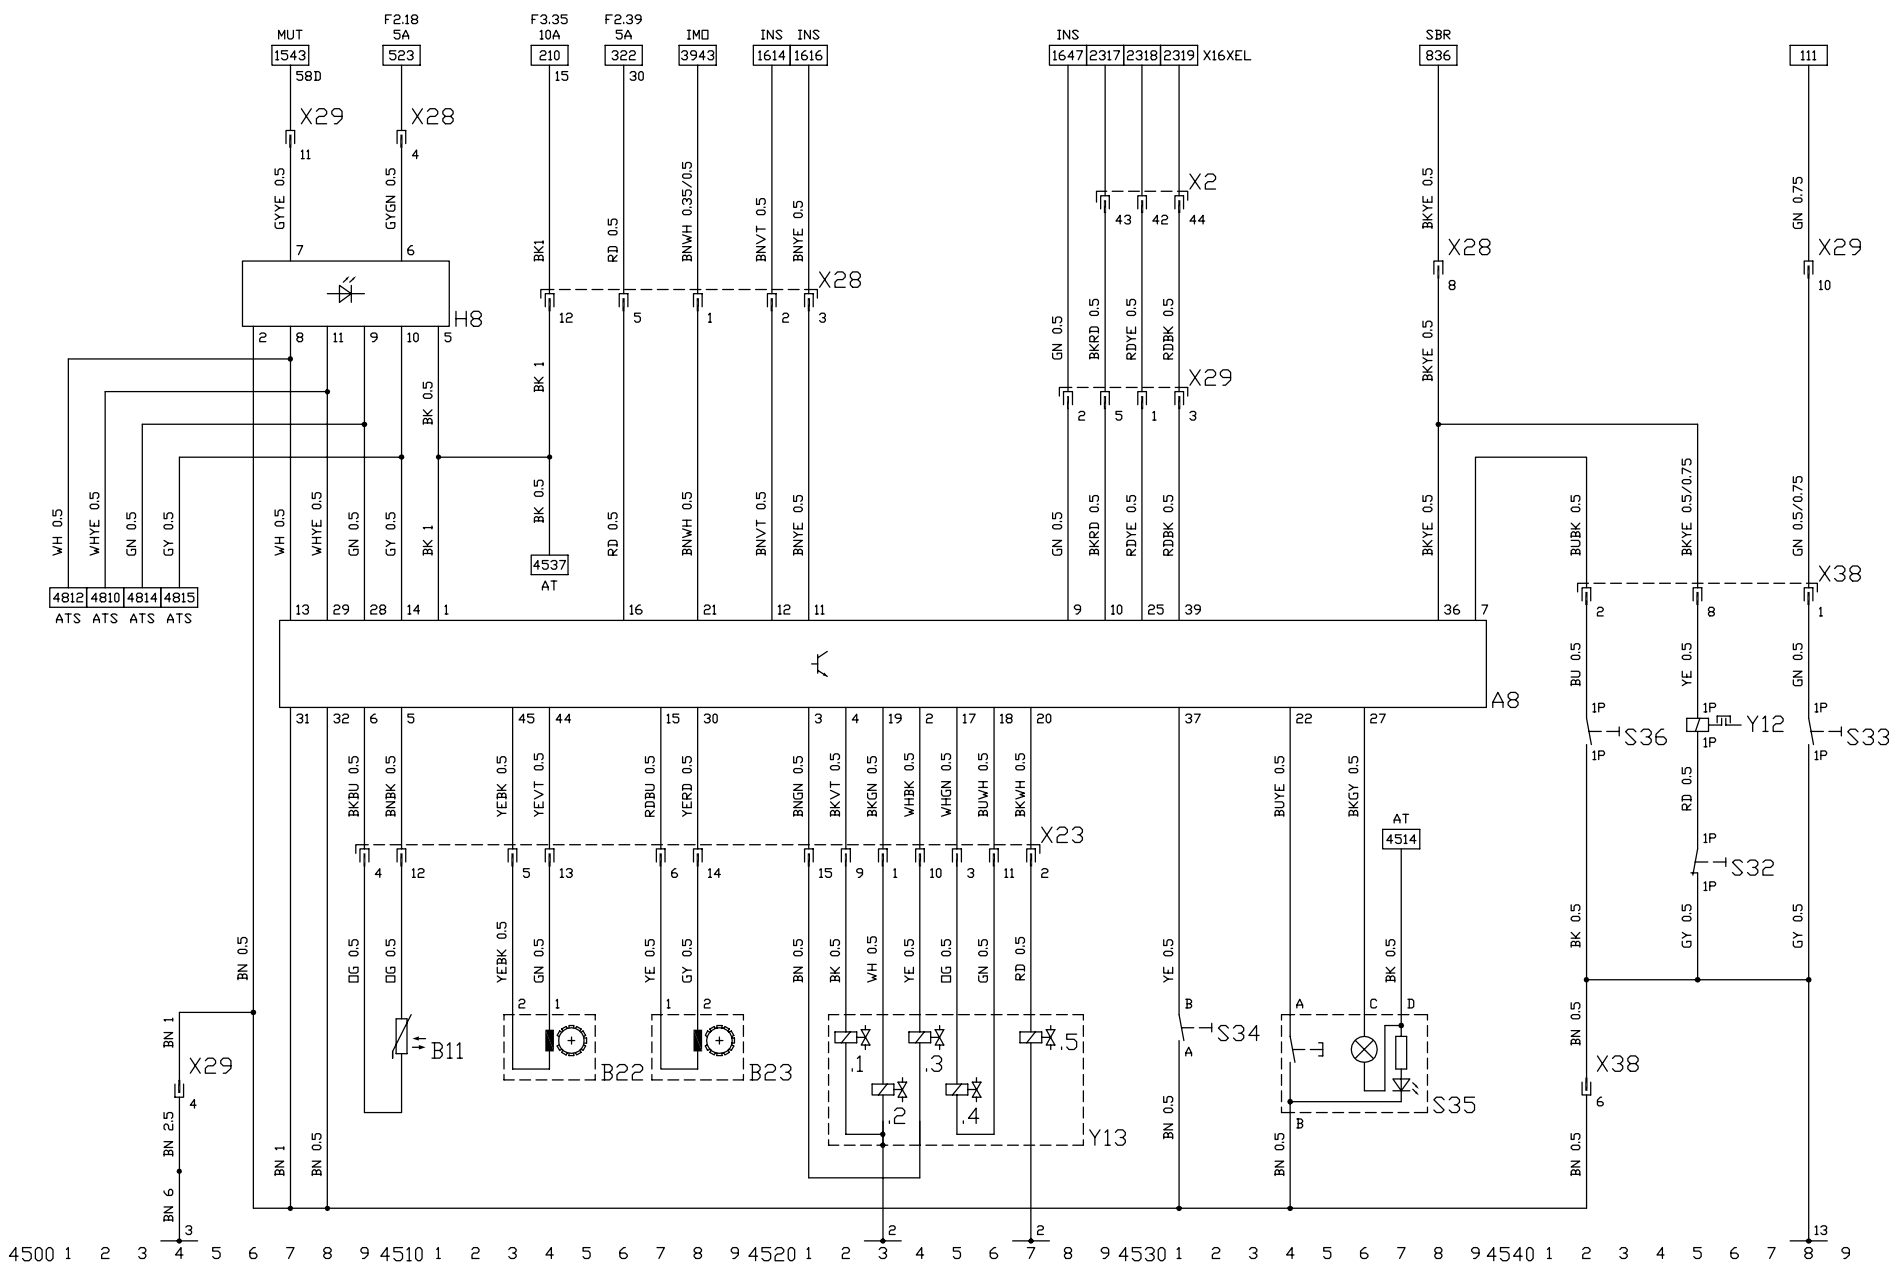 F2.18 F3.35 F2.39
MUT 5A 10A 5A IMO INS INS INS SBR
1543 523 210 322 3943 1614 1616 1647 2317 2318 2319 X16XEL 836 111
58D 15 30
X29 X28
11 4
X2
43 42 44
GYYE 0.5 GYGN 0.5 BK1 RD 0.5 BNWH 0.35/0.5 BNVT 0.5 BNYE 0.5 BKYE 0.5 GN 0.75
7 6 X28 X29
X28
8 10
H8
12 5 1 2 3
2 8 11 9 10 5
GN 0.5 BKRD 0.5 RDYE 0.5 RDBK 0.5 BKYE 0.5
BK 0.5 BK 1 X29
2 5 1 3
WH 0.5 WHYE 0.5 GN 0.5 GY 0.5 WH 0.5 WHYE 0.5 GN 0.5 GY 0.5 BK 1 BK 0.5 RD 0.5 BNWH 0.5 BNVT 0.5 BNYE 0.5 GN 0.5 BKRD 0.5 RDYE 0.5 RDBK 0.5 BKYE 0.5 BUBK 0.5 BKYE 0.5/0.75 GN 0.5/0.75
4537
AT
X38
4812 4810 4814 4815
ATS ATS ATS ATS
13 29 28 14 1 16 21 12 11 9 10 25 39 36 7 2 8 1
BU 0.5 YE 0.5 GN 0.5
A8
31 32 6 5 45 44 15 30 3 4 19 2 17 18 20 37 22 27
1P 1P 1P
S36 Y12 S33
1P 1P 1P
BKBU 0.5 BNBK 0.5 YEBK 0.5 YEVT 0.5 RDBU 0.5 YERD 0.5 BNGN 0.5 BKVT 0.5 BKGN 0.5 WHBK 0.5 WHGN 0.5 BUWH 0.5 BKWH 0.5 BUYE 0.5 BKGY 0.5 RD 0.5
AT
4514
X23
1P
S32
1P
4 12 5 13 6 14 15 9 1 10 3 11 2
BN 0.5 OG 0.5 OG 0.5 YEBK 0.5 GN 0.5 YE 0.5 GY 0.5 BN 0.5 BK 0.5 WH 0.5 YE 0.5 OG 0.5 GN 0.5 RD 0.5 YE 0.5 BK 0.5 BK 0.5 GY 0.5 GY 0.5
2 1 1 2 B A C D
BN 1 BN 0.5
S34
B11 B22 B23 .1 .3 .5 A
X29 X38
4 6
.2 .4 S35
B
Y13
BN 2.5 BN 1 BN 0.5 BN 0.5 BN 0.5 BN 0.5
BN 6
3 2 2 13
4500 1 2 3 4 5 6 7 8 9 4510 1 2 3 4 5 6 7 8 9 4520 1 2 3 4 5 6 7 8 9 4530 1 2 3 4 5 6 7 8 9 4540 1 2 3 4 5 6 7 8 9